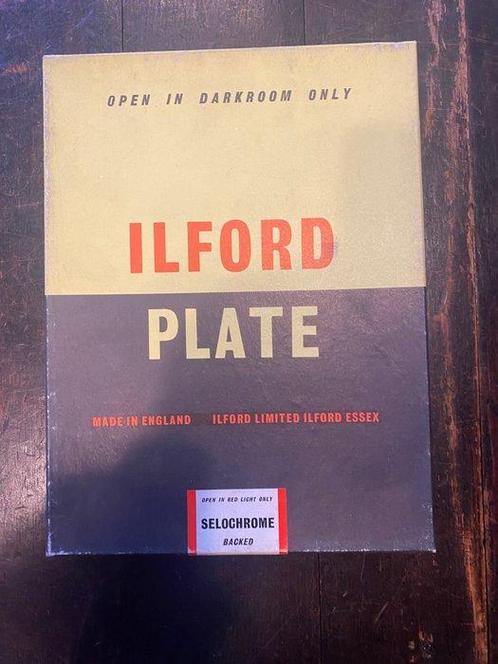 OPEN IN DARKROOM ONLY
ILFORD
PLATE
MADE IN ENGLAND ILFORD LIMITED ILFORD ESSEX
OPEN IN RED LIGHT ONLY
SELOCHROME
BACKED